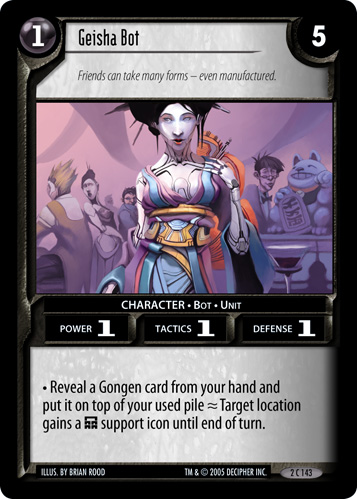 1 Geisha Bot 5
Friends can take many forms – even manufactured.
CHARACTER • BOT • UNIT
POWER 1 TACTICS 1 DEFENSE 1
• Reveal a Gongen card from your hand and
put it on top of your used pile ≈ Target location
gains a support icon until end of turn.
ILLUS. BY BRIAN ROOD TM & © 2005 DECIPHER INC. 2 C 143